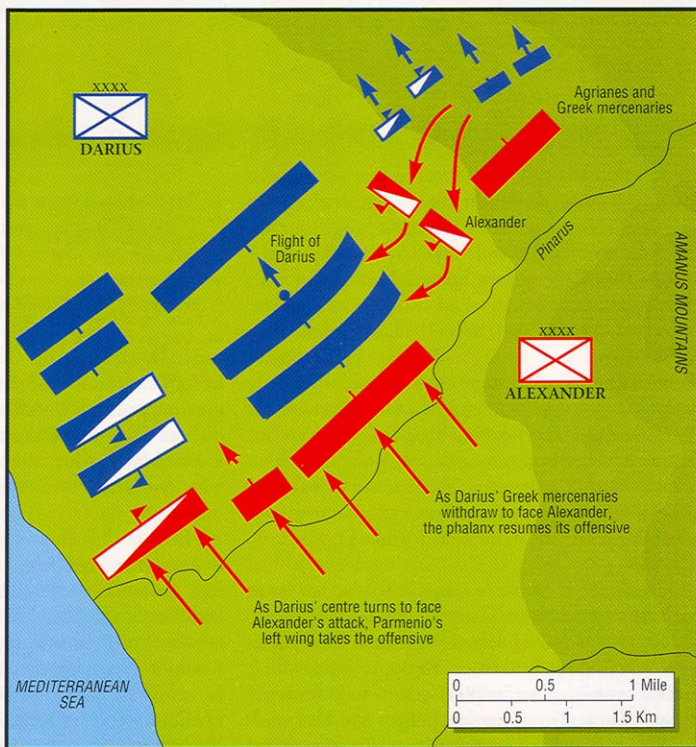 XXXX
DARIUS
Agrianes and
Greek mercenaries
Alexander
Flight of
Darius
Pinarus
AMANUS MOUNTAINS
XXXX
ALEXANDER
As Darius' Greek mercenaries
withdraw to face Alexander,
the phalanx resumes its offensive
As Darius' centre turns to face
Alexander's attack, Parmenio's
left wing takes the offensive
MEDITERRANEAN
SEA
0 0.5 1 Mile
0 0.5 1 1.5 Km